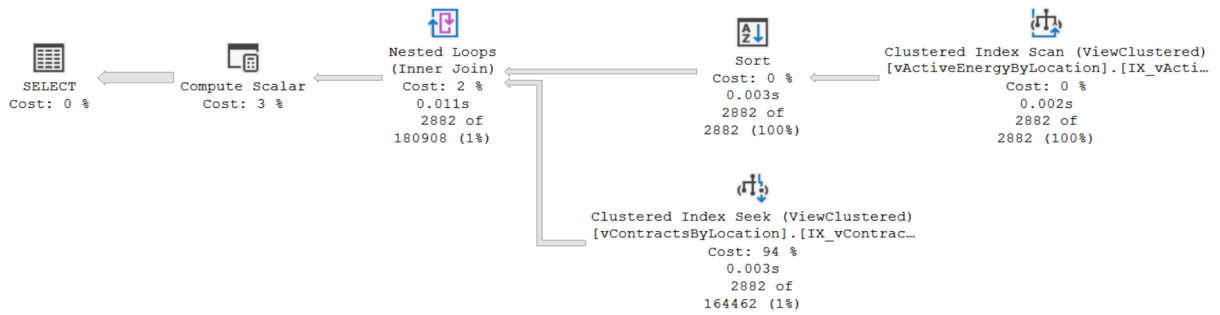 SELECT
Cost: 0 %
Compute Scalar
Cost: 3 %
Nested Loops
(Inner Join)
Cost: 2 %
0.011s
2882 of
180908 (1%)
Sort
Cost: 0 %
0.003s
2882 of
2882 (100%)
Clustered Index Scan (ViewClustered)
[vActiveEnergyByLocation].[IX_vActi…
Cost: 0 %
0.002s
2882 of
2882 (100%)
Clustered Index Seek (ViewClustered)
[vContractsByLocation].[IX_vContrac…
Cost: 94 %
0.003s
2882 of
164462 (1%)